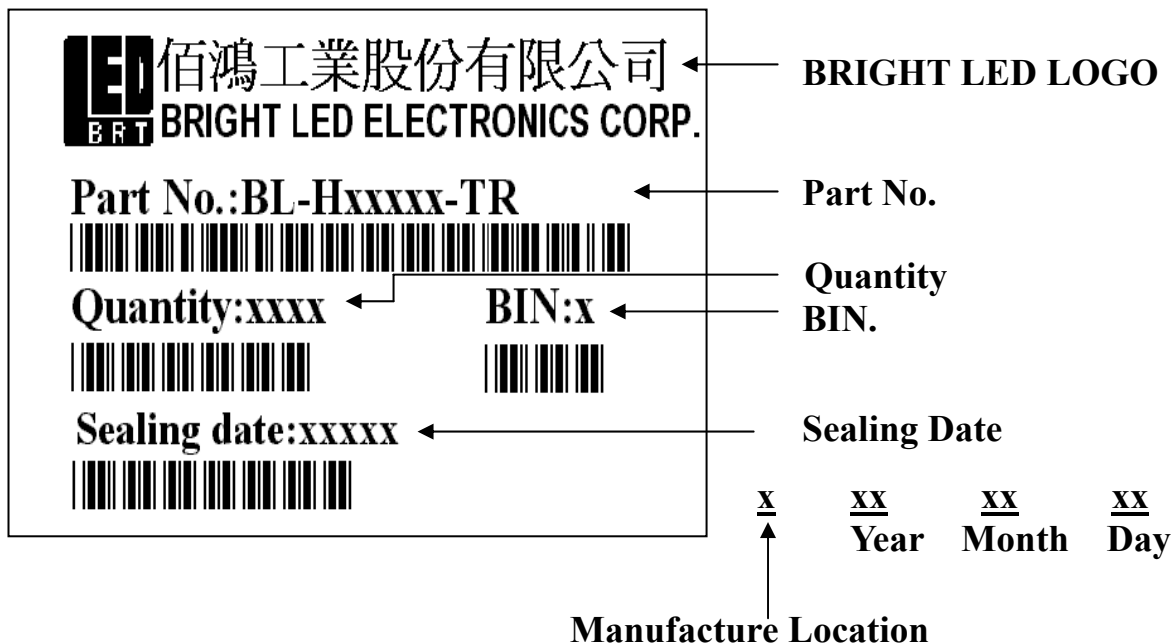 LED 佰鴻工業股份有限公司 BRIGHT LED LOGO
BRT BRIGHT LED ELECTRONICS CORP.
Part No.:BL-Hxxxxx-TR Part No.
Quantity
Quantity:xxxx BIN:x BIN.
Sealing date:xxxxx Sealing Date
x xx xx xx
Year Month Day
Manufacture Location